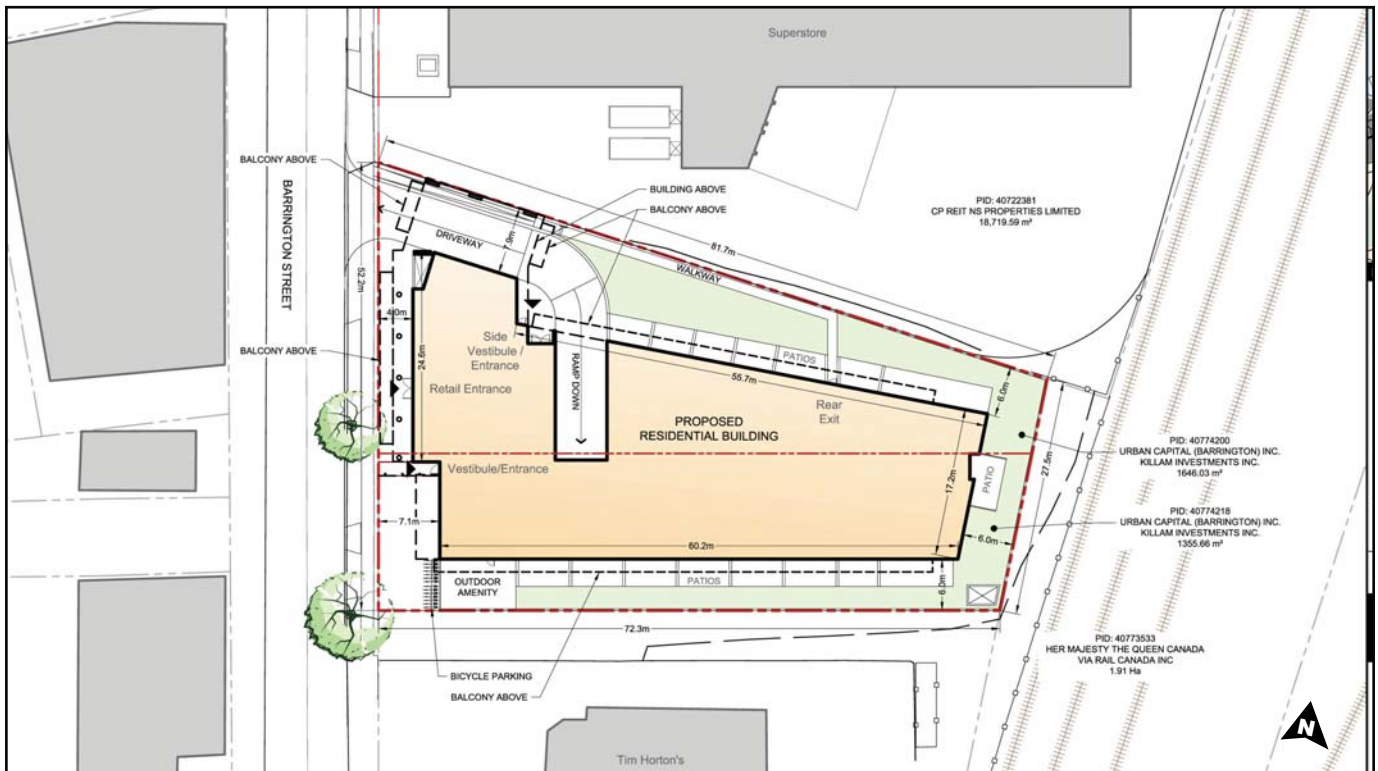 Superstore
BALCONY ABOVE
BUILDING ABOVE
BALCONY ABOVE
PID: 40722381
CP REIT NS PROPERTIES LIMITED
18,719.59 m²
BARRINGTON STREET
DRIVEWAY
7.9m
81.7m
WALKWAY
52.2m
4.0m
24.6m
BALCONY ABOVE
Side
Vestibule /
Entrance
RAMP DOWN
PATIOS
55.7m
6.0m
Retail Entrance
Rear
Exit
PROPOSED
RESIDENTIAL BUILDING
PID: 40774200
URBAN CAPITAL (BARRINGTON) INC.
KILLAM INVESTMENTS INC.
1646.03 m²
27.5m
Vestibule/Entrance
17.2m
PATIO
PID: 40774218
URBAN CAPITAL (BARRINGTON) INC.
KILLAM INVESTMENTS INC.
1355.66 m²
7.1m
60.2m
6.0m
OUTDOOR
AMENITY
PATIOS
6.0m
72.3m
PID: 40773533
HER MAJESTY THE QUEEN CANADA
VIA RAIL CANADA INC
1.91 Ha
BICYCLE PARKING
BALCONY ABOVE
Tim Horton's
N